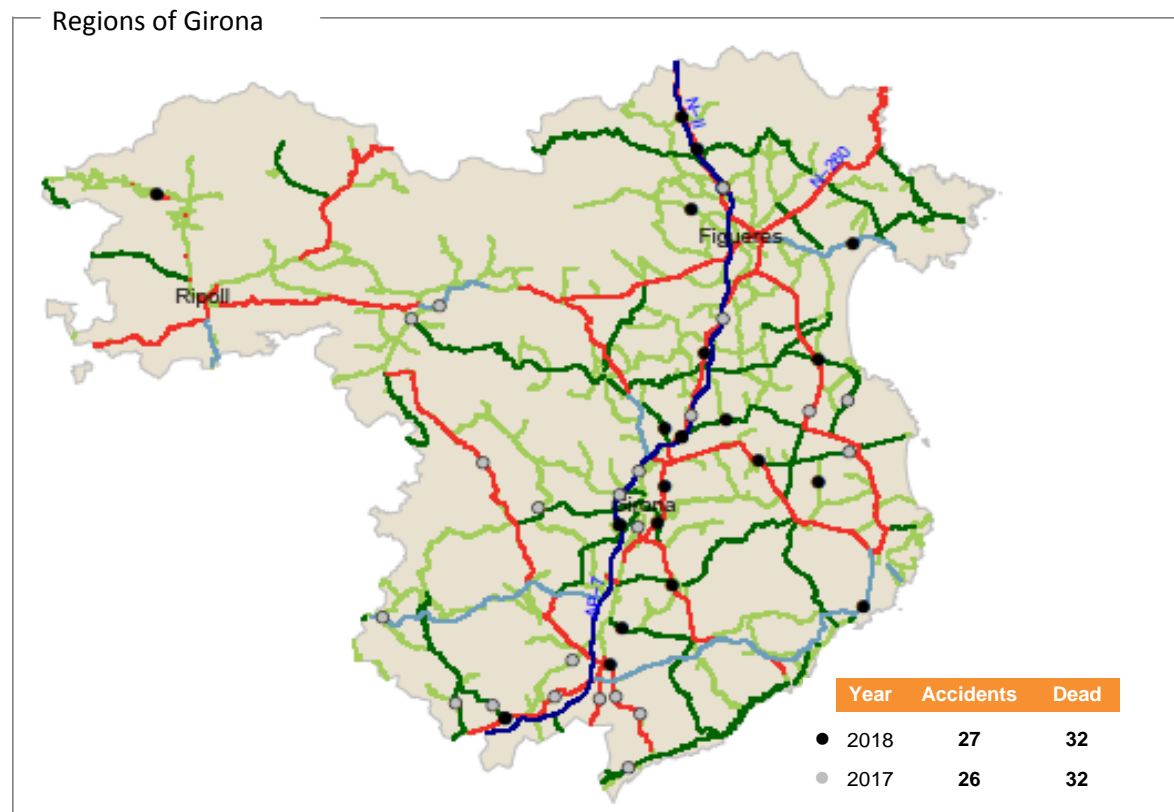 Regions of Girona
N-II
N-260
Figueres
Ripoll
Girona
AP-7
Year Accidents Dead
2018 27 32
2017 26 32